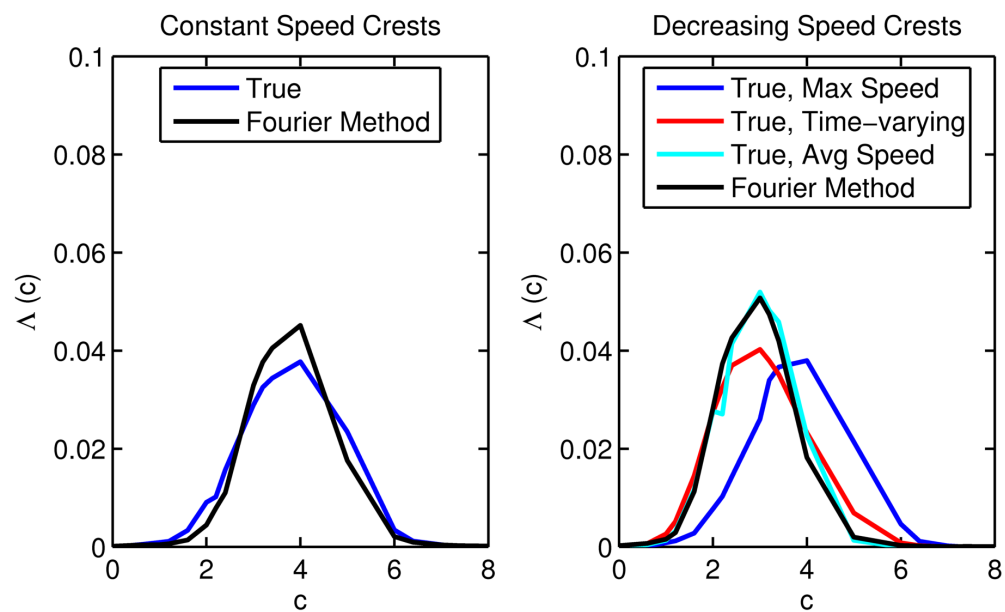 Constant Speed Crests
0.1
0.08
0.06
0.04
0.02
0
Λ (c)
True
Fourier Method
0 2 4 6 8
c
Decreasing Speed Crests
0.1
0.08
0.06
0.04
0.02
0
Λ (c)
True, Max Speed
True, Time−varying
True, Avg Speed
Fourier Method
0 2 4 6 8
c